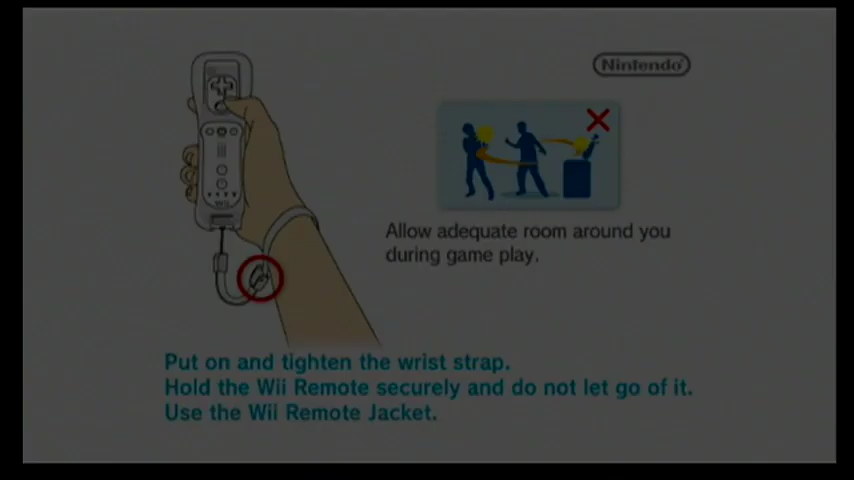 Nintendo
Allow adequate room around you
during game play.
Wii
Put on and tighten the wrist strap.
Hold the Wii Remote securely and do not let go of it.
Use the Wii Remote Jacket.